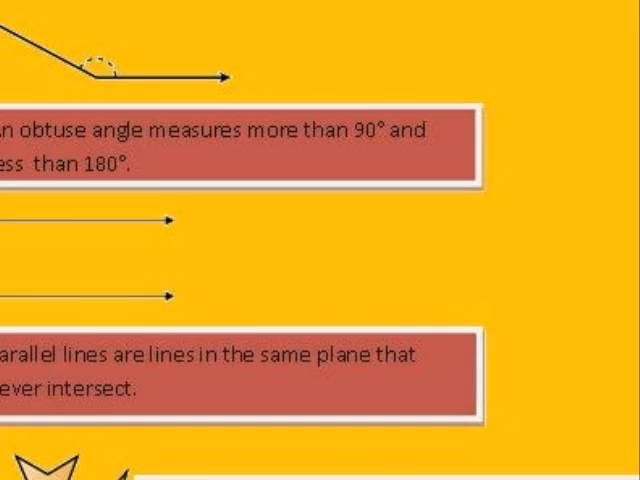 n obtuse angle measures more than 90° and
ess than 180°.
arallel lines are lines in the same plane that
ever intersect.